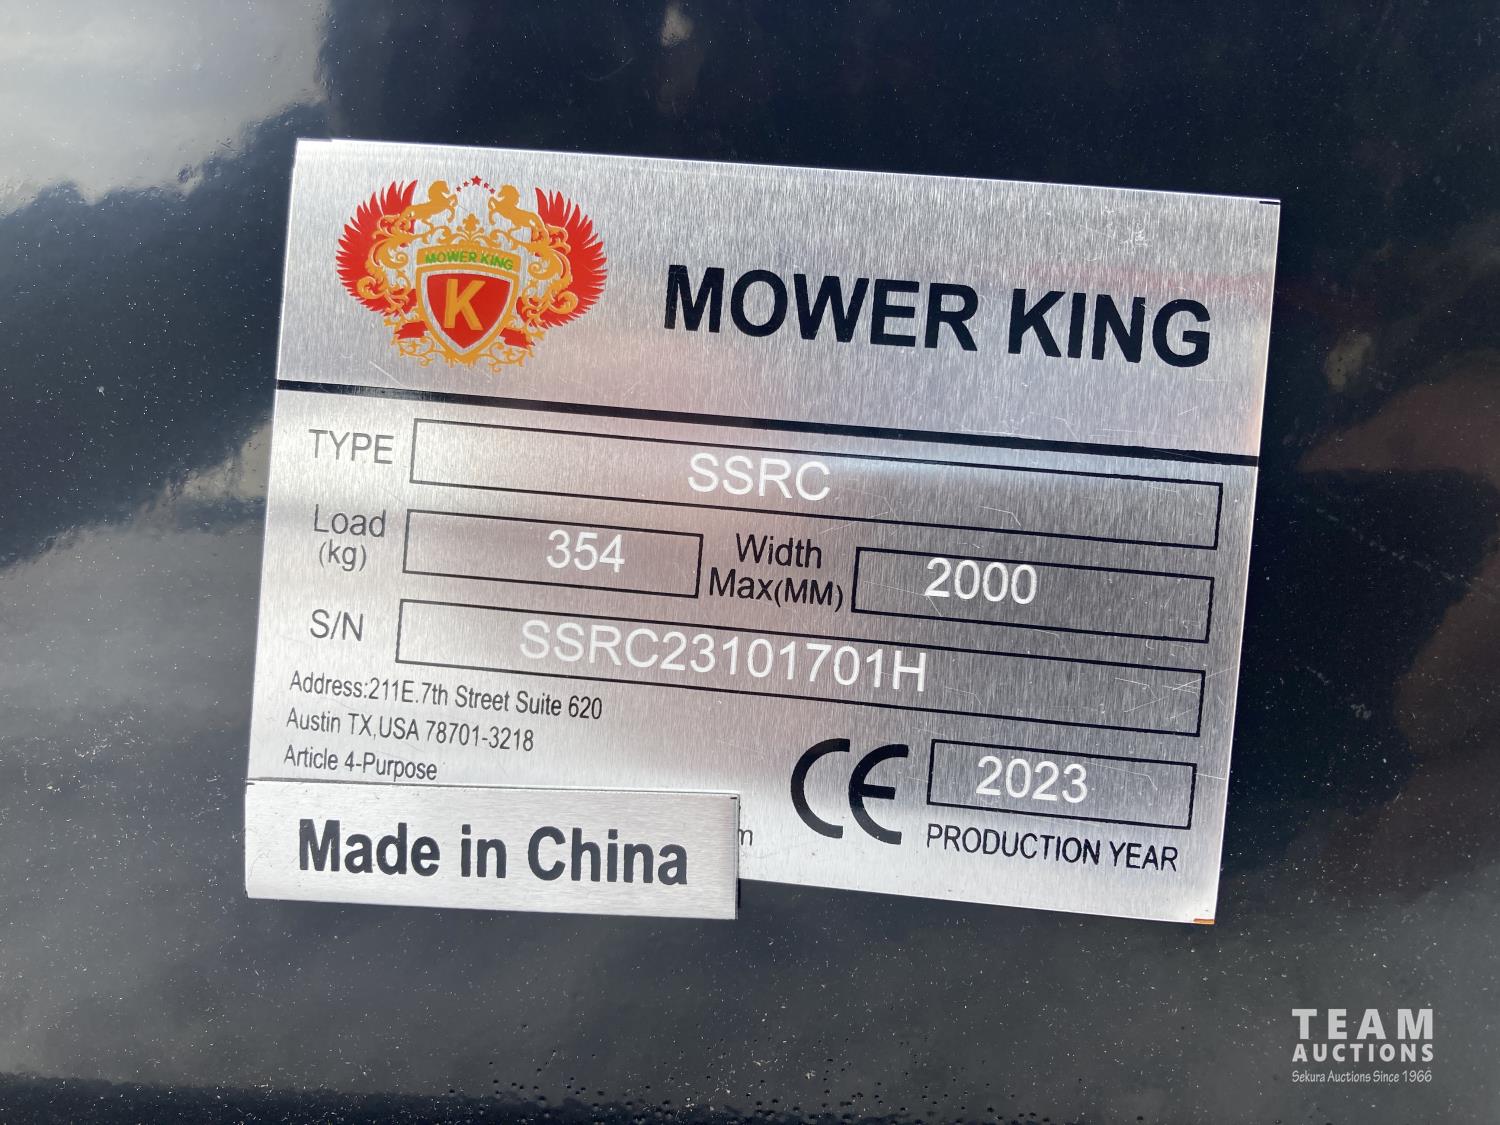 MOWER KING
K
MOWER KING
TYPE SSRC
Load (kg) 354 Width Max(MM) 2000
S/N SSRC23101701H
Address:211E.7th Street Suite 620
Austin TX,USA 78701-3218
Article 4-Purpose
m
Made in China
CE 2023
PRODUCTION YEAR
TEAM
AUCTIONS
Sekura Auctions Since 1966